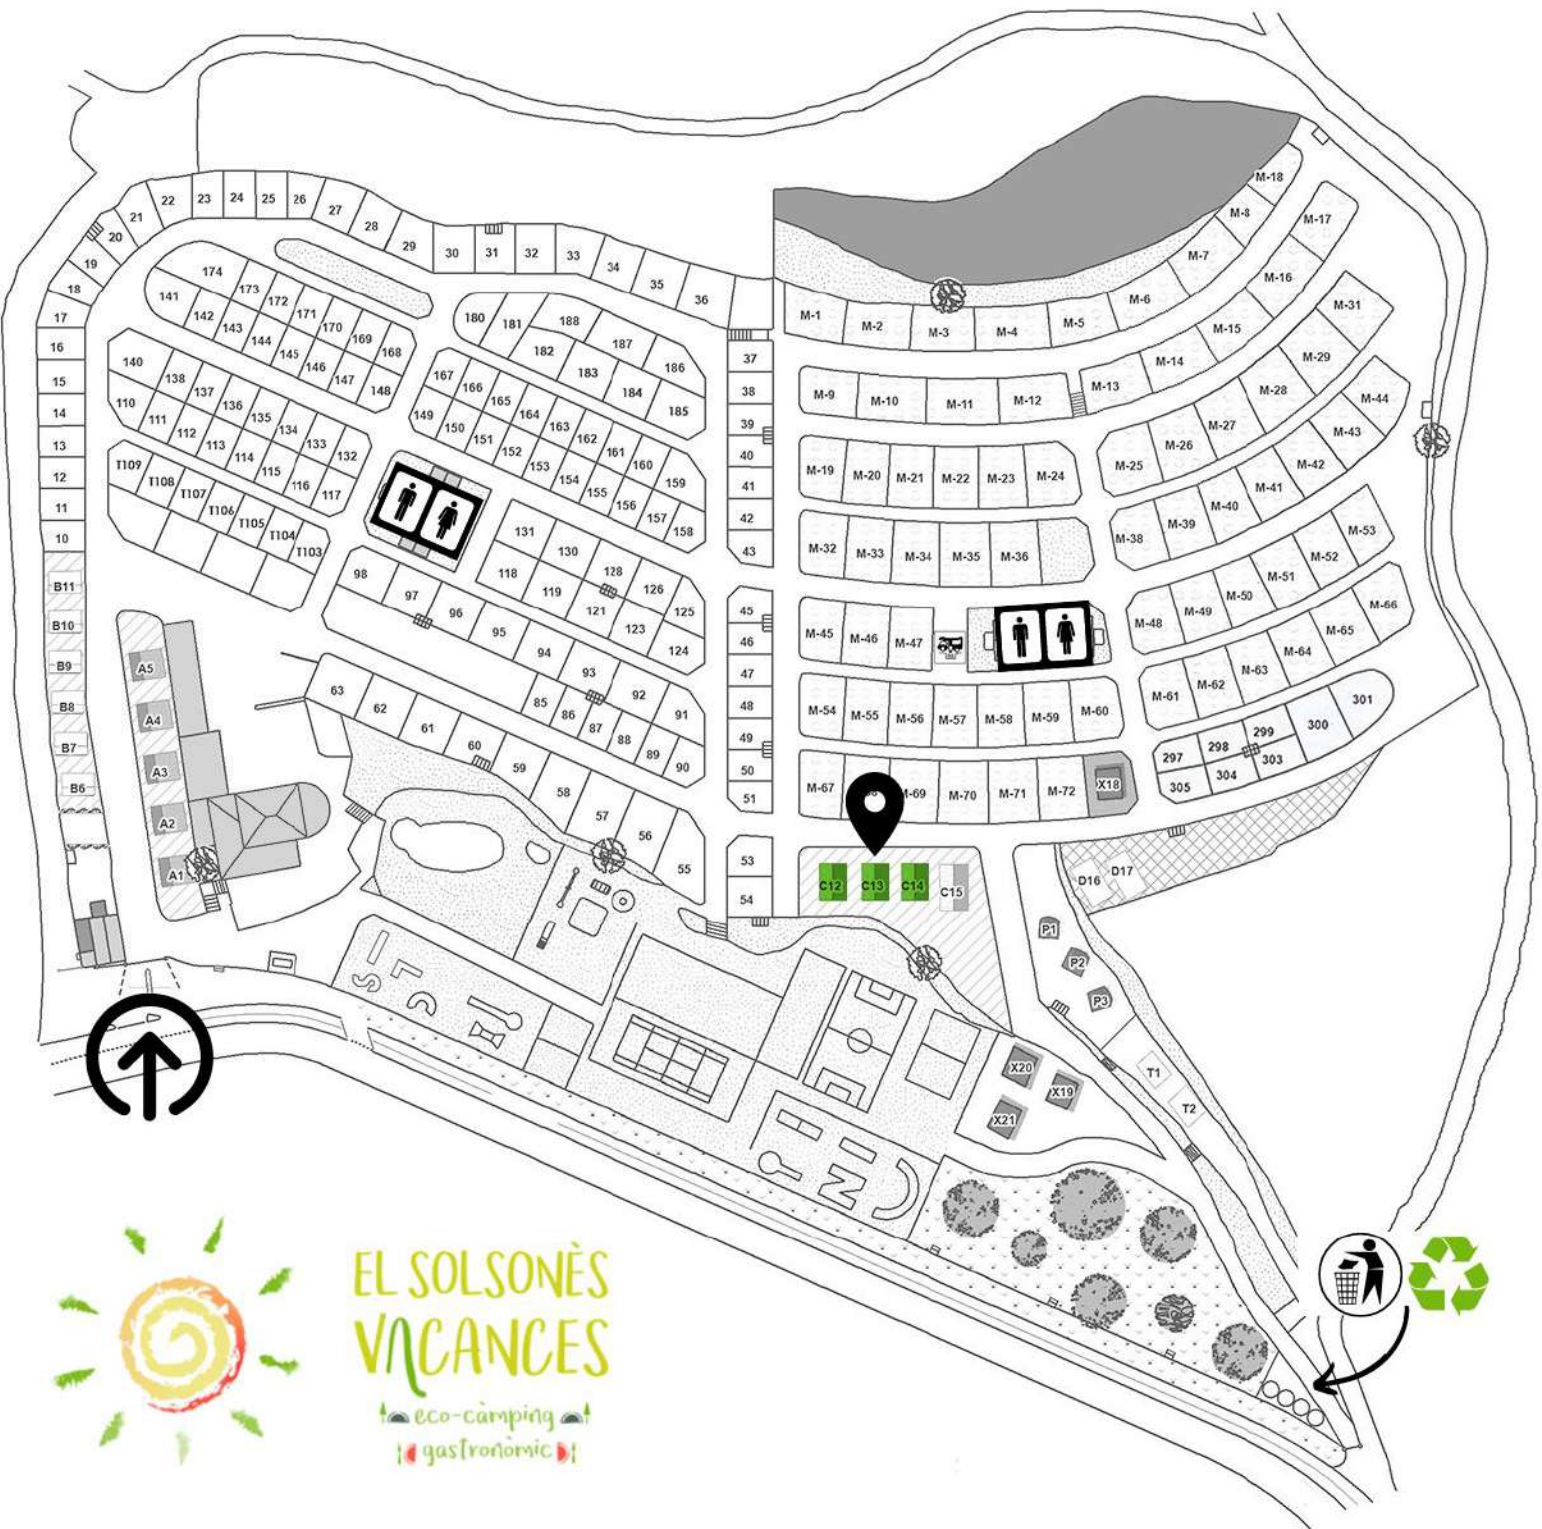 22 23 24 25 26 27 28 29 30 31 32 33 34 35 36
21
20
19
18
17
16
15
14
13
12
11
10
B11
B10
B9
B8
B7
B6
A5
A4
A3
A2
A1
174 173 172 171 170 169 168
141 142 143 144 145 146 147 148
140 138 137 136 135 134 133 132
110 111 112 113 114 115 116 117
T109 T108 T107 T106 T105 T104 T103
180 181 188 187 186
182 183 184 185
167 166 165 164 163 162 161 160 159
149 150 151 152 153 154 155 156 157 158
131 130 128 126 125
118 119 121 123 124
98 97 96 95 94 93 92 91
85 86 87 88 89 90
63 62 61 60 59 58 57 56 55
37
38
39
40
41
42
43
45
46
47
48
49
50
51
53
54
M-1 M-2 M-3 M-4 M-5 M-6 M-7 M-8 M-18
M-9 M-10 M-11 M-12 M-13 M-14 M-15 M-16 M-17
M-19 M-20 M-21 M-22 M-23 M-24
M-25 M-26 M-27 M-28 M-29 M-31
M-32 M-33 M-34 M-35 M-36
M-38 M-39 M-40 M-41 M-42 M-43 M-44
M-45 M-46 M-47
M-48 M-49 M-50 M-51 M-52 M-53
M-54 M-55 M-56 M-57 M-58 M-59 M-60
M-61 M-62 M-63 M-64 M-65 M-66
M-67 M-69 M-70 M-71 M-72 X18
297 298 299 300 301
305 304 303
C12 C13 C14 C15
D16 D17
P1
P2
P3
T1
T2
X20
X19
X21
EL SOLSONÈS
VACANCES
eco-càmping
gastronòmic